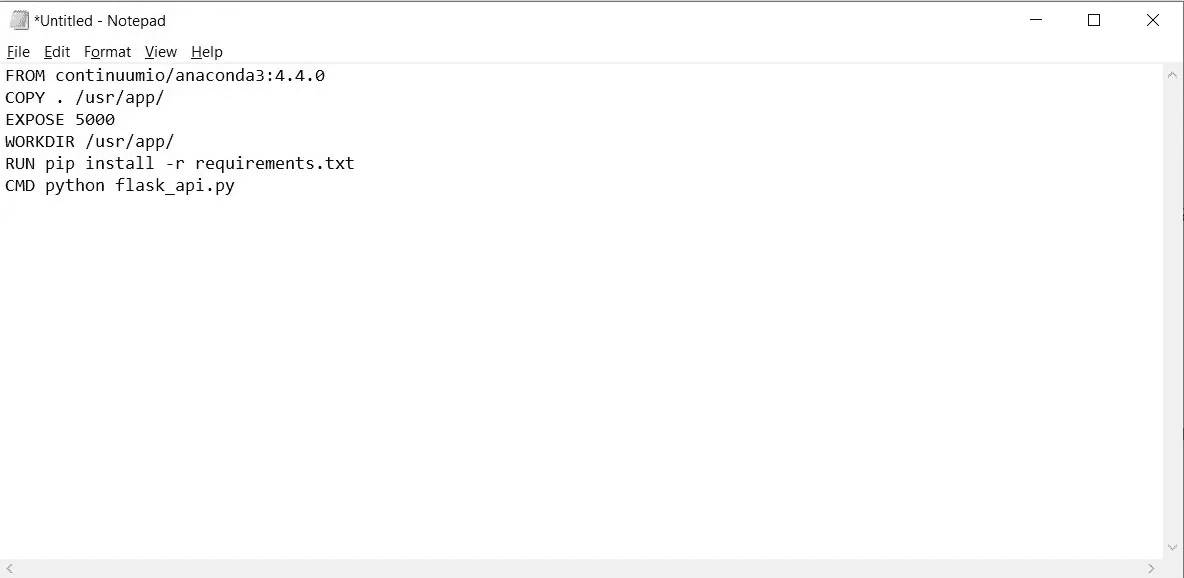 *Untitled - Notepad
File Edit Format View Help
FROM continuumio/anaconda3:4.4.0
COPY . /usr/app/
EXPOSE 5000
WORKDIR /usr/app/
RUN pip install -r requirements.txt
CMD python flask_api.py